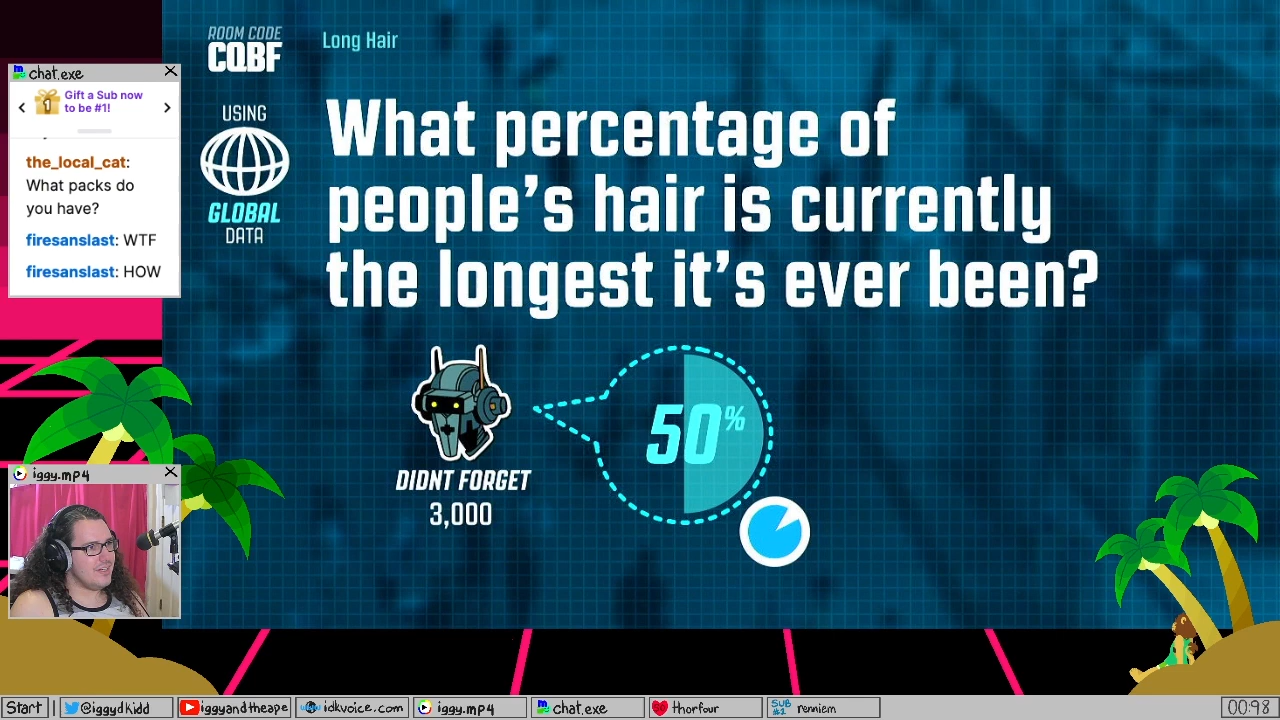 ROOM CODE
CQBF
Long Hair
chat.exe
Gift a Sub now
to be #1!
1
the_local_cat:
What packs do
you have?
firesanslast: WTF
firesanslast: HOW
USING
GLOBAL
DATA
What percentage of
people's hair is currently
the longest it's ever been?
50%
DIDNT FORGET
3,000
iggy.mp4
Start
@iggydkidd
iggyandtheape
idkvoice.com
iggy.mp4
chat.exe
thorfour
SUB #1
renniem
00:98